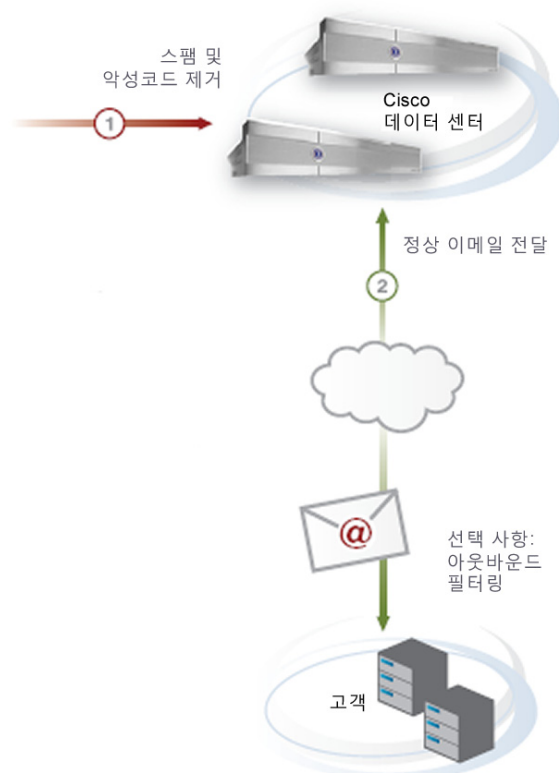 스팸 및
악성코드 제거
1
Cisco
데이터 센터
정상 이메일 전달
2
@
선택 사항:
아웃바운드
필터링
고객